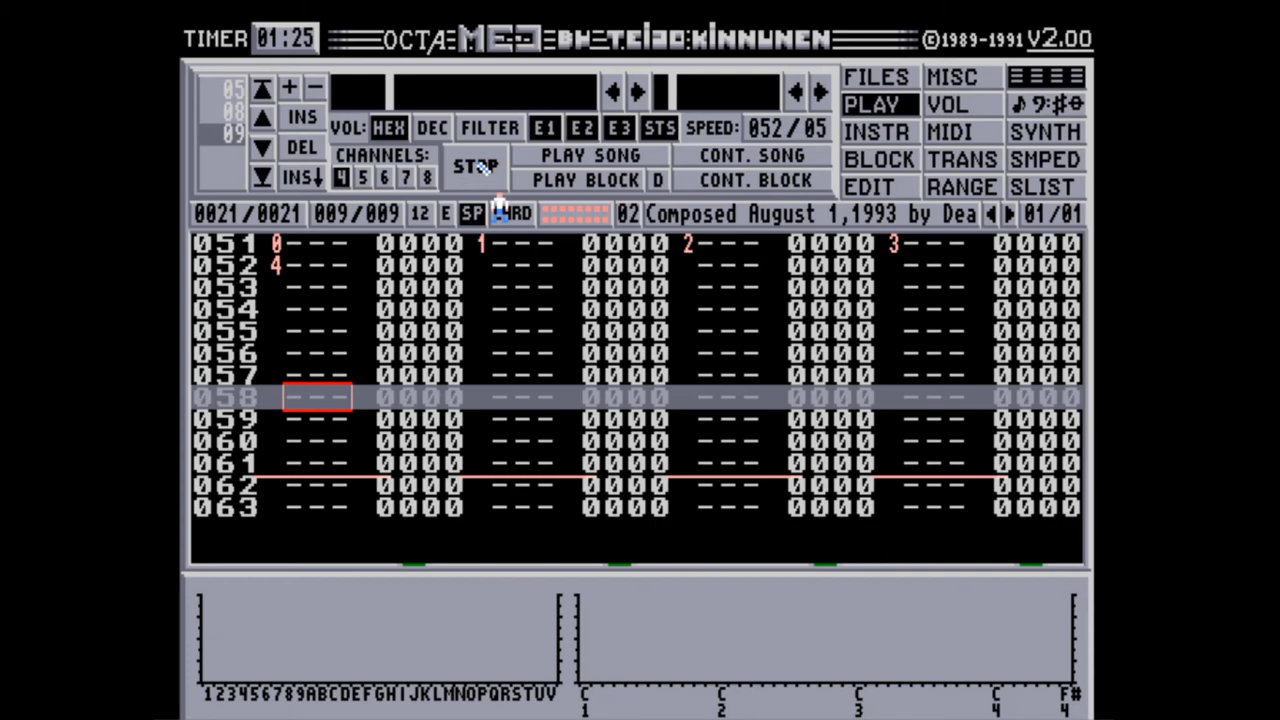 TIMER 01:25 OCTA MED BY TEIJO KINNUNEN ©1989-1991 V2.00
05 + - FILES MISC
08 INS PLAY VOL
09 VOL: HEX DEC FILTER E1 E2 E3 STS SPEED: 052/05 INSTR MIDI SYNTH
DEL CHANNELS: STOP PLAY SONG CONT. SONG BLOCK TRANS SMPED
INS↓ 4 5 6 7 8 PLAY BLOCK D CONT. BLOCK EDIT RANGE SLIST
0021/0021 009/009 12 E SP 02 Composed August 1,1993 by Dea 01/01
051 0 --- 0000 1 --- 0000 2 --- 0000 3 --- 0000
052 4 --- 0000 --- 0000 --- 0000 --- 0000
053 --- 0000 --- 0000 --- 0000 --- 0000
054 --- 0000 --- 0000 --- 0000 --- 0000
055 --- 0000 --- 0000 --- 0000 --- 0000
056 --- 0000 --- 0000 --- 0000 --- 0000
057 --- 0000 --- 0000 --- 0000 --- 0000
058 --- 0000 --- 0000 --- 0000 --- 0000
059 --- 0000 --- 0000 --- 0000 --- 0000
060 --- 0000 --- 0000 --- 0000 --- 0000
061 --- 0000 --- 0000 --- 0000 --- 0000
062 --- 0000 --- 0000 --- 0000 --- 0000
063 --- 0000 --- 0000 --- 0000 --- 0000
123456789ABCDEFGHIJKLMNOPQRSTUV C C C C F#
1 2 3 4 4